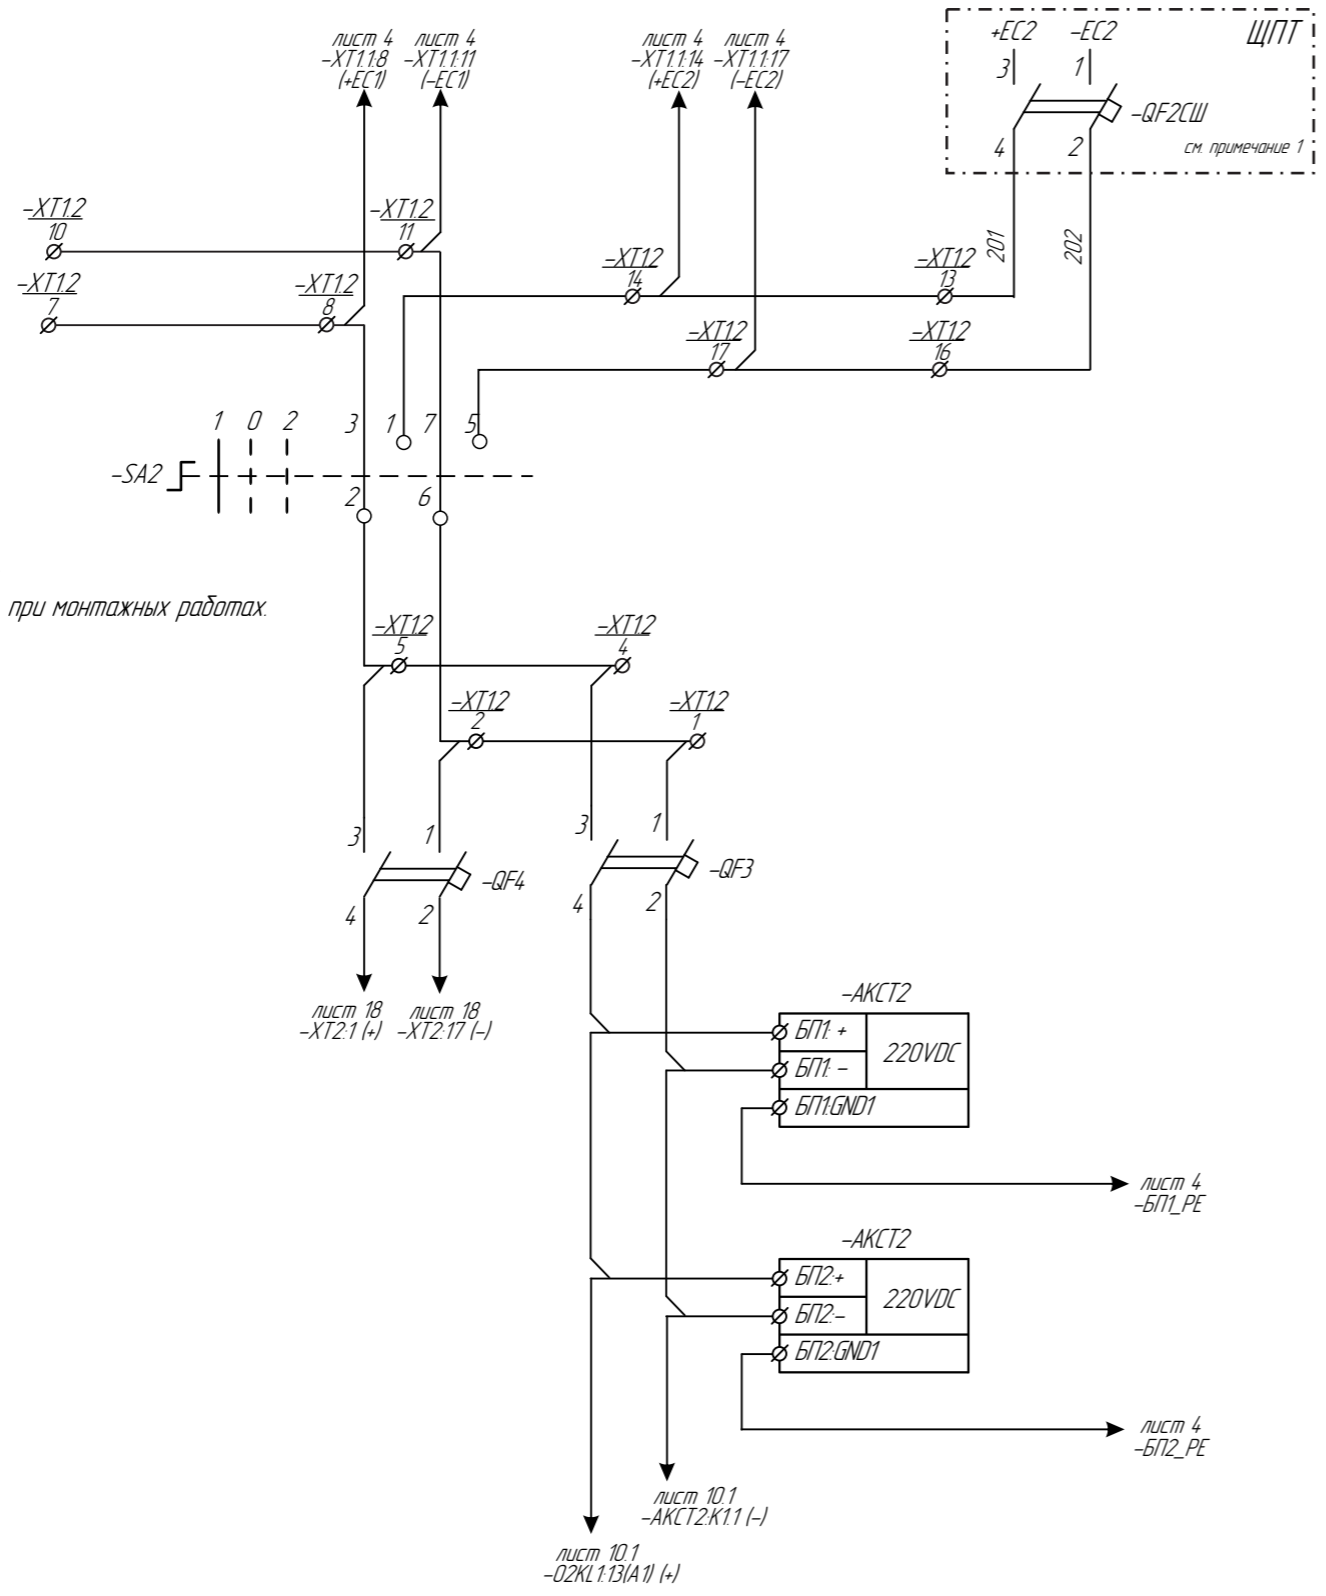 лист 4
-XT1.1:8
(+EC1)
лист 4
-XT1.1:11
(-EC1)
лист 4
-XT1.1:14
(+EC2)
лист 4
-XT1.1:17
(-EC2)
+EC2
-EC2
ЩПТ
3
1
-QF2СШ
4
2
см. примечание 1
-XT1.2
10
-XT1.2
11
201
202
-XT1.2
14
-XT1.2
13
-XT1.2
7
-XT1.2
8
-XT1.2
17
-XT1.2
16
1 0 2
3
1
7
5
-SA2
2
6
при монтажных работах.
-XT1.2
5
-XT1.2
4
-XT1.2
2
-XT1.2
1
3
1
-QF4
4
2
3
1
-QF3
4
2
лист 18
-XT2:1 (+)
лист 18
-XT2:17 (-)
-АКСТ2
БП1: +
220VDC
БП1: -
БП1:GND1
лист 4
-БП1_PE
-АКСТ2
БП2:+
220VDC
БП2:-
БП2:GND1
лист 4
-БП2_PE
лист 10.1
-АКСТ2:К1.1 (-)
лист 10.1
-02KL1:13(A1) (+)